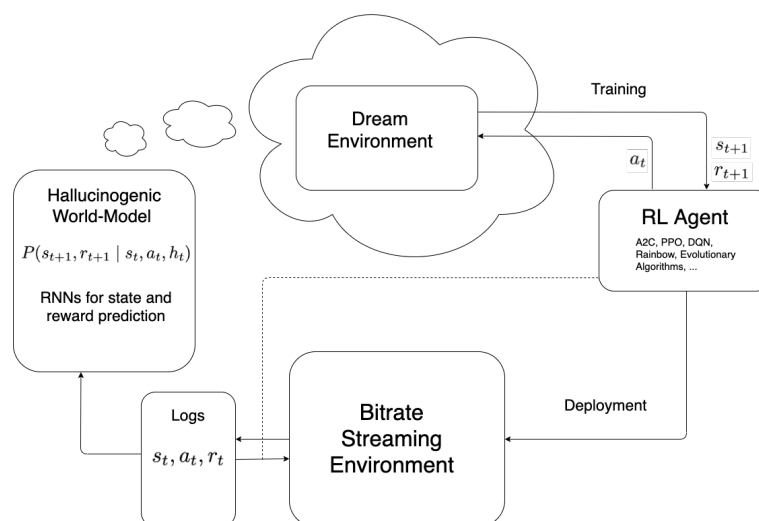 Training
Dream
Environment
s_{t+1}
a_t
r_{t+1}
Hallucinogenic
World-Model
P(s_{t+1}, r_{t+1} | s_t, a_t, h_t)
RNNs for state and
reward prediction
RL Agent
A2C, PPO, DQN,
Rainbow, Evolutionary
Algorithms, ...
Logs
s_t, a_t, r_t
Bitrate
Streaming
Environment
Deployment